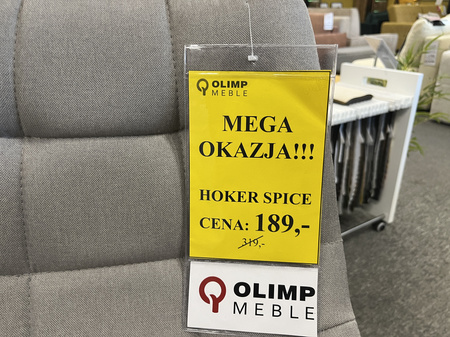 OLIMP
MEBLE
MEGA
OKAZJA!!!
HOKER SPICE
CENA: 189,-
319,-
OLIMP
MEBLE